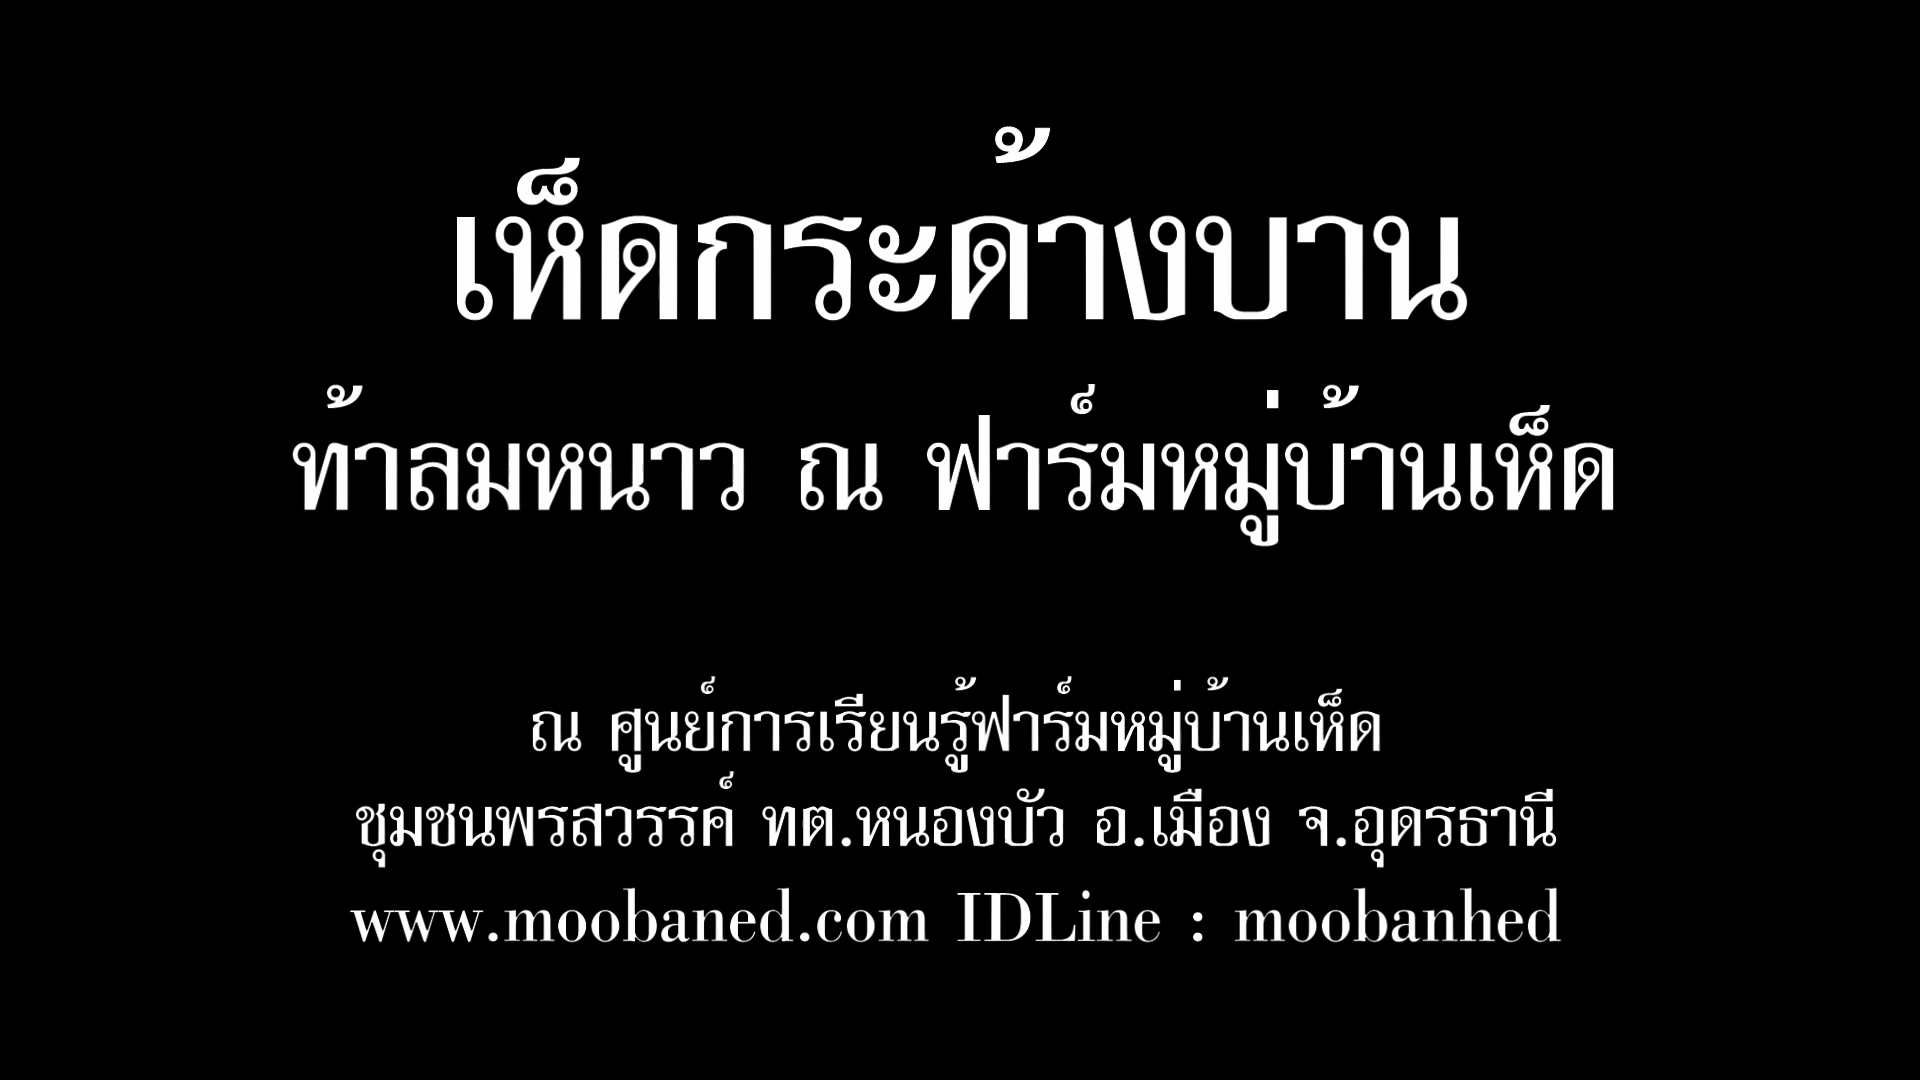 เห็ดกระด้างบาน
ท้าลมหนาว ณ ฟาร์มหมู่บ้านเห็ด
ณ ศูนย์การเรียนรู้ฟาร์มหมู่บ้านเห็ด
ชุมชนพรสวรรค์ ทต.หนองบัว อ.เมือง จ.อุดรธานี
www.moobaned.com IDLine : moobanhed